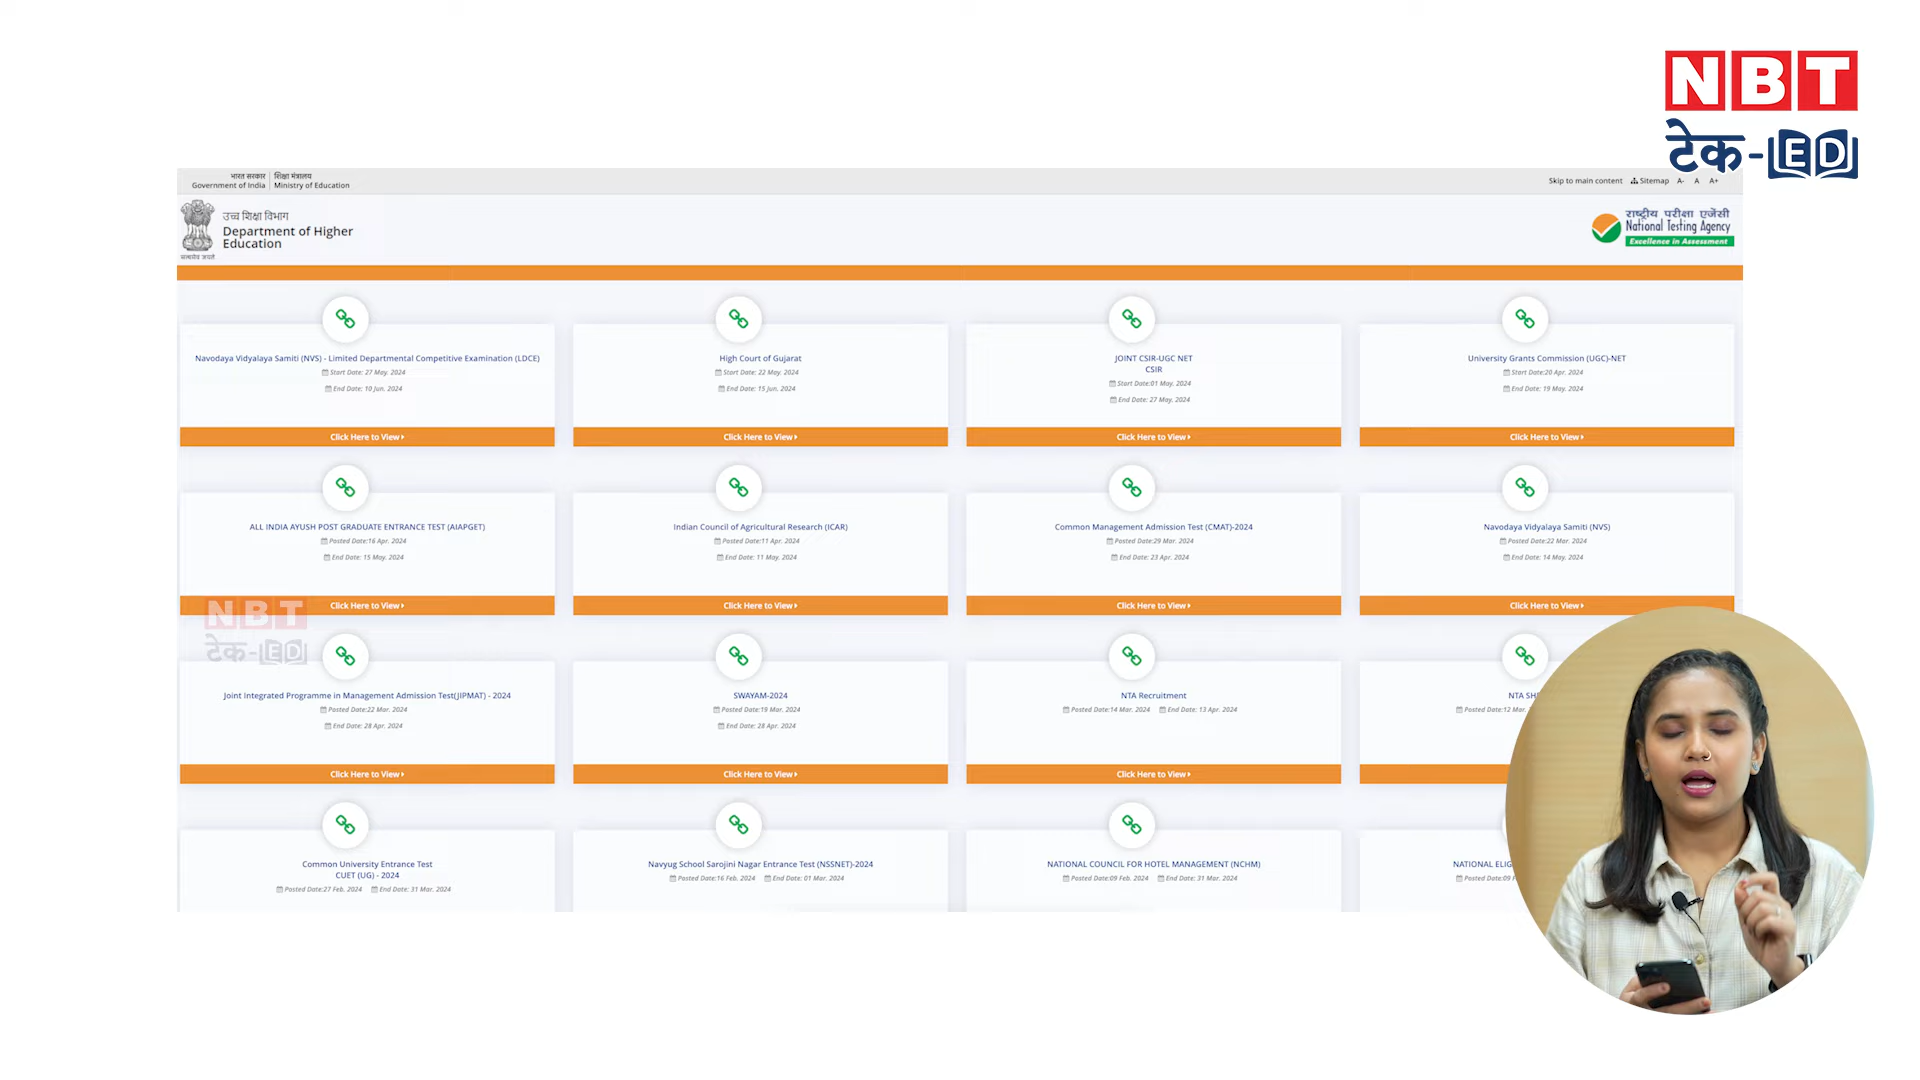 NBT
टेक-ED
भारत सरकार
Government of India
शिक्षा मंत्रालय
Ministry of Education
Skip to main content
Sitemap
A-
A
A+
उच्च शिक्षा विभाग
Department of Higher
Education
सत्यमेव जयते
राष्ट्रीय परीक्षा एजेंसी
National Testing Agency
Excellence in Assessment
Navodaya Vidyalaya Samiti (NVS) - Limited Departmental Competitive Examination (LDCE)
Start Date: 27 May. 2024
End Date: 10 Jun. 2024
Click Here to View
High Court of Gujarat
Start Date: 22 May. 2024
End Date: 15 Jun. 2024
Click Here to View
JOINT CSIR-UGC NET
CSIR
Start Date:01 May. 2024
End Date: 27 May. 2024
Click Here to View
University Grants Commission (UGC)-NET
Start Date:20 Apr. 2024
End Date: 19 May. 2024
Click Here to View
ALL INDIA AYUSH POST GRADUATE ENTRANCE TEST (AIAPGET)
Posted Date:16 Apr. 2024
End Date: 15 May. 2024
Click Here to View
Indian Council of Agricultural Research (ICAR)
Posted Date:11 Apr. 2024
End Date: 11 May. 2024
Click Here to View
Common Management Admission Test (CMAT)-2024
Posted Date:29 Mar. 2024
End Date: 23 Apr. 2024
Click Here to View
Navodaya Vidyalaya Samiti (NVS)
Posted Date:22 Mar. 2024
End Date: 14 May. 2024
Click Here to View
NBT
टेक-ED
Joint Integrated Programme in Management Admission Test(JIPMAT) - 2024
Posted Date:22 Mar. 2024
End Date: 28 Apr. 2024
Click Here to View
SWAYAM-2024
Posted Date:19 Mar. 2024
End Date: 28 Apr. 2024
Click Here to View
NTA Recruitment
Posted Date:14 Mar. 2024 End Date: 13 Apr. 2024
Click Here to View
NTA
Posted Date:12 Mar.
Common University Entrance Test
CUET (UG) - 2024
Posted Date:27 Feb. 2024 End Date: 31 Mar. 2024
Navyug School Sarojini Nagar Entrance Test (NSSNET)-2024
Posted Date:16 Feb. 2024 End Date: 01 Mar. 2024
NATIONAL COUNCIL FOR HOTEL MANAGEMENT (NCHM)
Posted Date:09 Feb. 2024 End Date: 31 Mar. 2024
NATIONAL
Posted Date:09